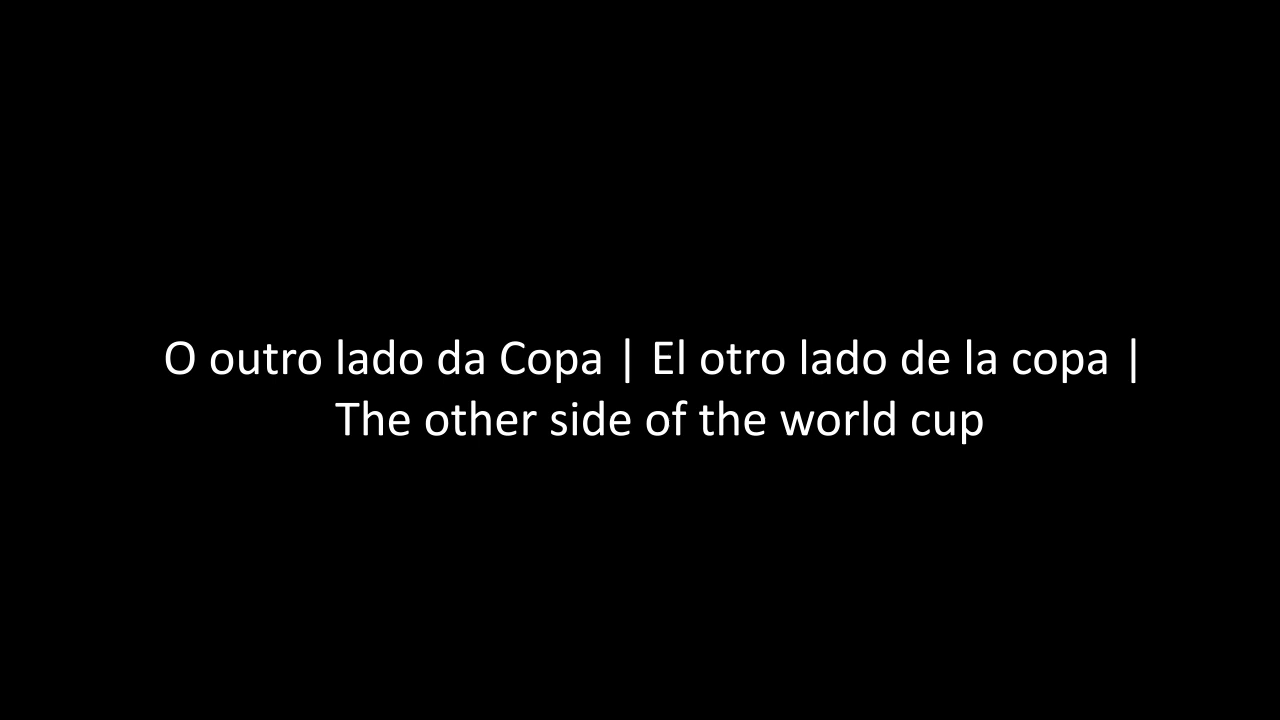 O outro lado da Copa | El otro lado de la copa |
The other side of the world cup